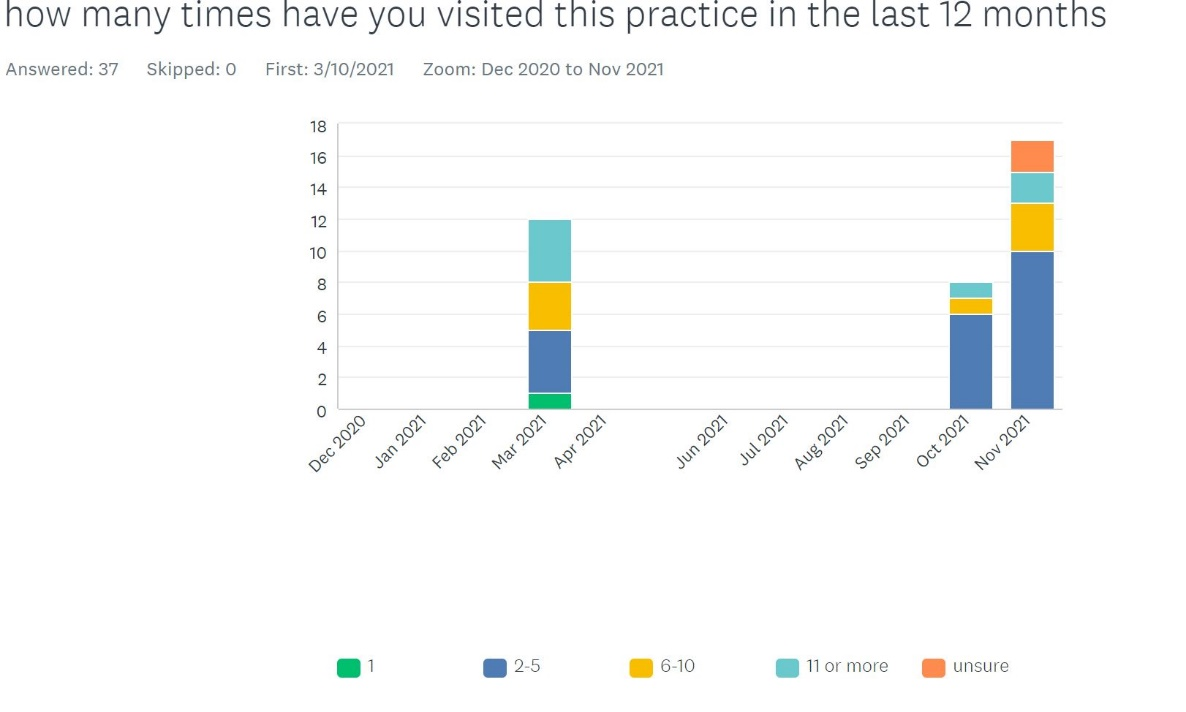 how many times have you visited this practice in the last 12 months
Answered: 37 Skipped: 0 First: 3/10/2021 Zoom: Dec 2020 to Nov 2021
18
16
14
12
10
8
6
4
2
0
Dec 2020 Jan 2021 Feb 2021 Mar 2021 Apr 2021 Jun 2021 Jul 2021 Aug 2021 Sep 2021 Oct 2021 Nov 2021
1 2-5 6-10 11 or more unsure